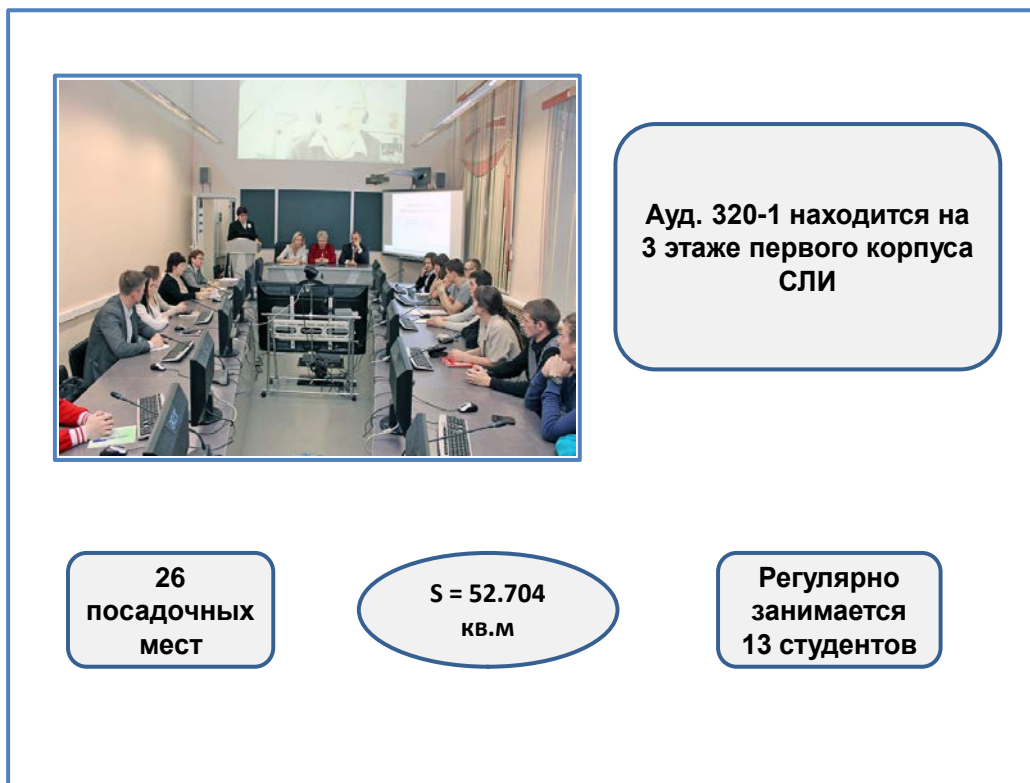 Ауд. 320-1 находится на
3 этаже первого корпуса
СЛИ
26
посадочных
мест
S = 52.704
кв.м
Регулярно
занимается
13 студентов